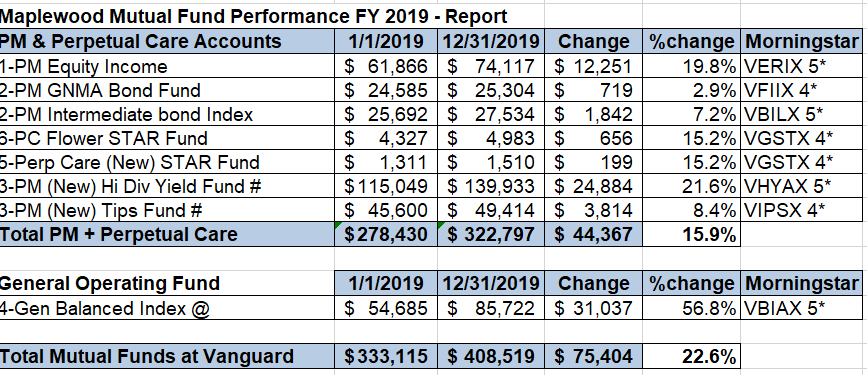 Maplewood Mutual Fund Performance FY 2019 - Report
PM & Perpetual Care Accounts 1/1/2019 12/31/2019 Change %change Morningstar
1-PM Equity Income $ 61,866 $ 74,117 $ 12,251 19.8% VERIX 5*
2-PM GNMA Bond Fund $ 24,585 $ 25,304 $ 719 2.9% VFIIX 4*
2-PM Intermediate bond Index $ 25,692 $ 27,534 $ 1,842 7.2% VBILX 5*
6-PC Flower STAR Fund $ 4,327 $ 4,983 $ 656 15.2% VGSTX 4*
5-Perp Care (New) STAR Fund $ 1,311 $ 1,510 $ 199 15.2% VGSTX 4*
3-PM (New) Hi Div Yield Fund # $115,049 $ 139,933 $ 24,884 21.6% VHYAX 5*
3-PM (New) Tips Fund # $ 45,600 $ 49,414 $ 3,814 8.4% VIPSX 4*
Total PM + Perpetual Care $278,430 $ 322,797 $ 44,367 15.9%
General Operating Fund 1/1/2019 12/31/2019 Change %change Morningstar
4-Gen Balanced Index @ $ 54,685 $ 85,722 $ 31,037 56.8% VBIAX 5*
Total Mutual Funds at Vanguard $333,115 $ 408,519 $ 75,404 22.6%